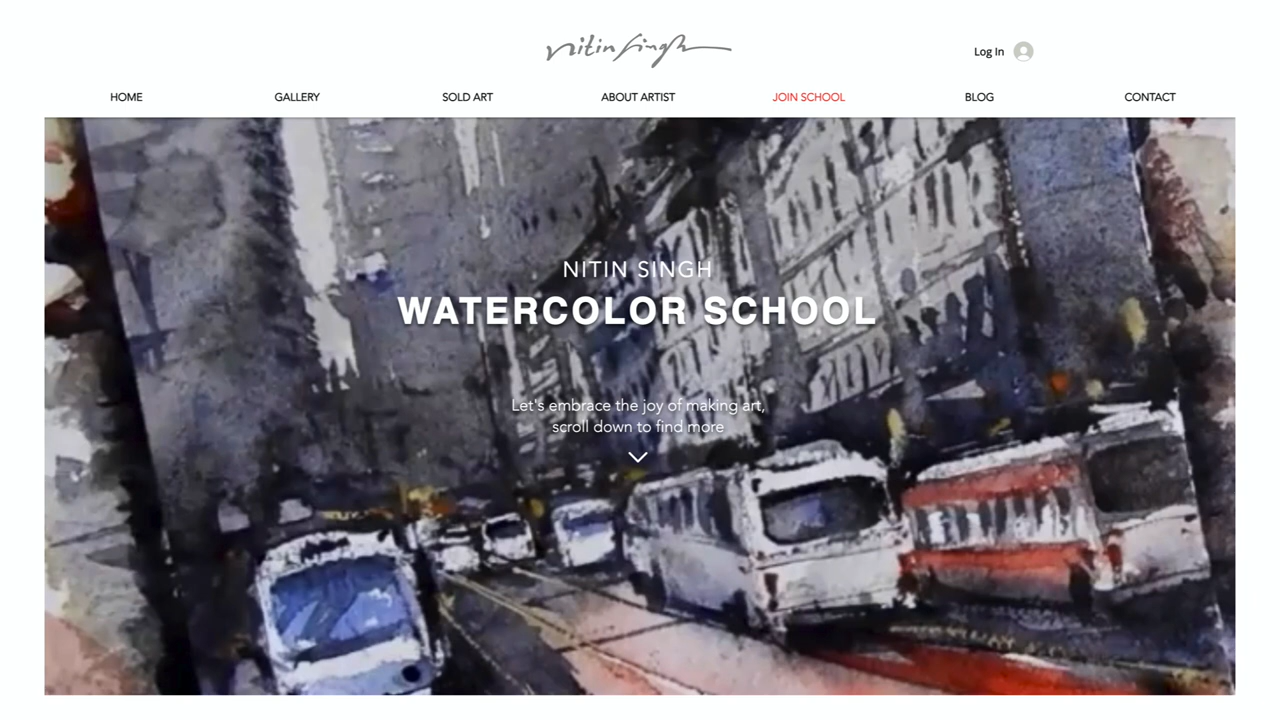 nitin singh
Log In
HOME GALLERY SOLD ART ABOUT ARTIST JOIN SCHOOL BLOG CONTACT
NITIN SINGH
WATERCOLOR SCHOOL
Let's embrace the joy of making art,
scroll down to find more